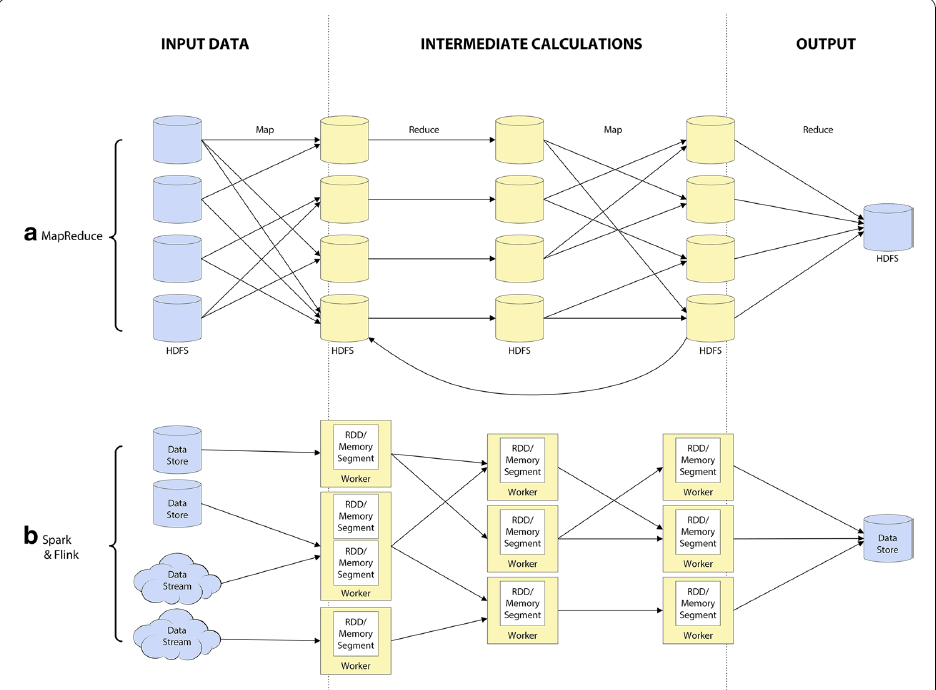 INPUT DATA
INTERMEDIATE CALCULATIONS
OUTPUT
Map
Reduce
Map
Reduce
a MapReduce
HDFS
HDFS
HDFS
HDFS
HDFS
b Spark
& Flink
Data
Store
Data
Store
Data
Stream
Data
Stream
RDD/
Memory
Segment
Worker
RDD/
Memory
Segment
RDD/
Memory
Segment
Worker
RDD/
Memory
Segment
Worker
RDD/
Memory
Segment
Worker
RDD/
Memory
Segment
Worker
RDD/
Memory
Segment
Worker
RDD/
Memory
Segment
Worker
RDD/
Memory
Segment
Worker
RDD/
Memory
Segment
Worker
Data
Store